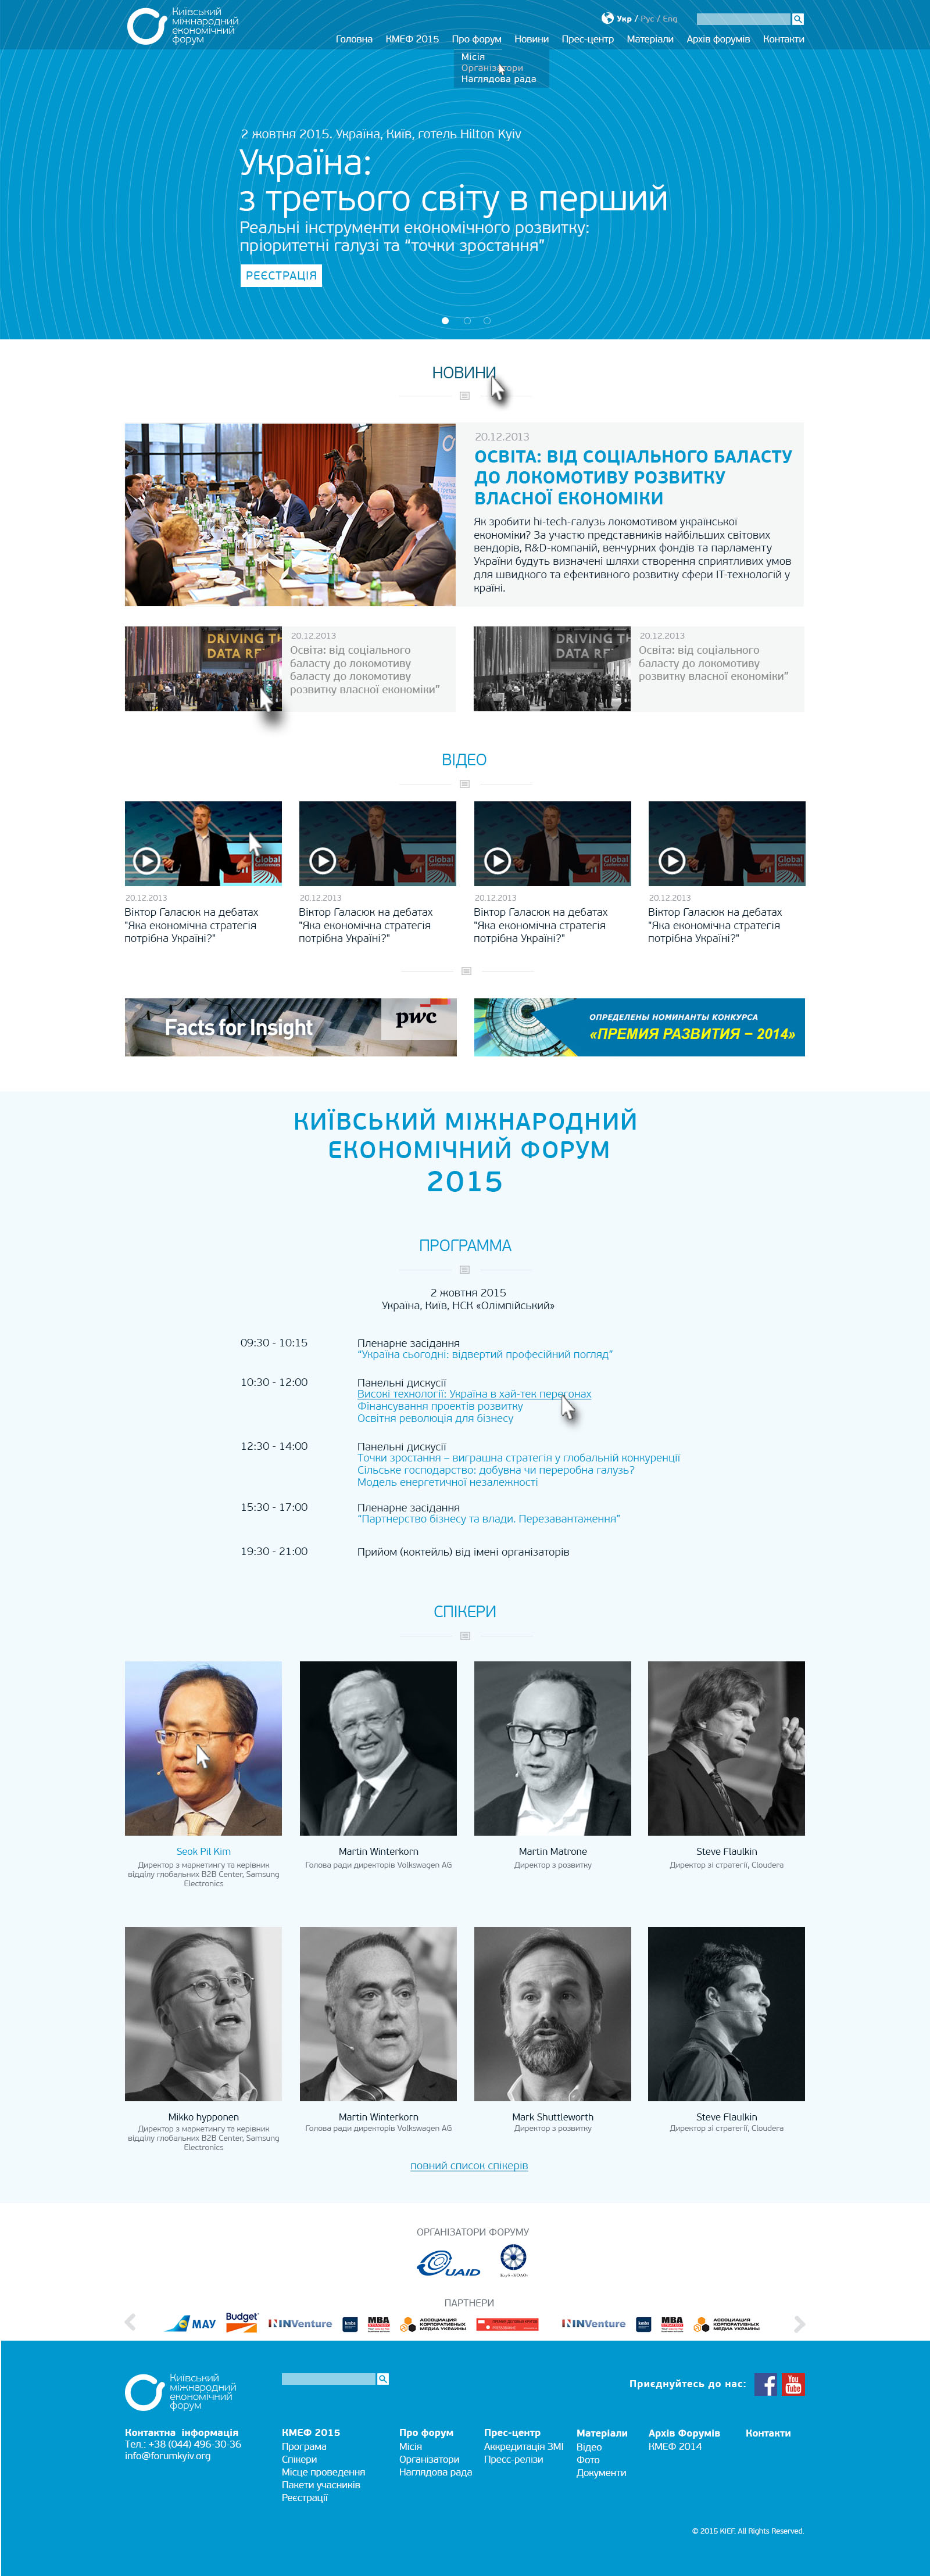 Київський
міжнародний
економічний
форум
Укр / Рус / Eng
Головна КМЕФ 2015 Про форум Новини Прес-центр Матеріали Архів форумів Контакти
Місія
Організатори
Наглядова рада
2 жовтня 2015. Україна, Київ, готель Hilton Kyiv
Україна:
з третього світу в перший
Реальні інструменти економічного розвитку:
пріоритетні галузі та “точки зростання”
РЕЄСТРАЦІЯ
НОВИНИ
20.12.2013
ОСВІТА: ВІД СОЦІАЛЬНОГО БАЛАСТУ
ДО ЛОКОМОТИВУ РОЗВИТКУ
ВЛАСНОЇ ЕКОНОМІКИ
Як зробити hi-tech-галузь локомотивом української
економіки? За участю представників найбільших світових
вендорів, R&D-компаній, венчурних фондів та парламенту
України будуть визначені шляхи створення сприятливих умов
для швидкого та ефективного розвитку сфери ІТ-технологій у
країні.
DRIVING TH
DATA RE
20.12.2013
Освіта: від соціального
баласту до локомотиву
баласту до локомотиву
розвитку власної економіки”
DRIVING TH
DATA RE
20.12.2013
Освіта: від соціального
баласту до локомотиву
розвитку власної економіки”
ВІДЕО
Global
Conferences
Global
Conferences
Global
Conferences
Global
Conferences
20.12.2013 20.12.2013 20.12.2013 20.12.2013
Віктор Галасюк на дебатах
"Яка економічна стратегія
потрібна Україні?"
Віктор Галасюк на дебатах
"Яка економічна стратегія
потрібна Україні?"
Віктор Галасюк на дебатах
"Яка економічна стратегія
потрібна Україні?"
Віктор Галасюк на дебатах
"Яка економічна стратегія
потрібна Україні?"
Facts for Insight
pwc
ОПРЕДЕЛЕНЫ НОМИНАНТЫ КОНКУРСА
«ПРЕМИЯ РАЗВИТИЯ – 2014»
КИЇВСЬКИЙ МІЖНАРОДНИЙ
ЕКОНОМІЧНИЙ ФОРУМ
2015
ПРОГРАММА
2 жовтня 2015
Україна, Київ, НСК «Олімпійський»
09:30 - 10:15 Пленарне засідання
“Україна сьогодні: відвертий професійний погляд”
10:30 - 12:00 Панельні дискусії
Високі технології: Україна в хай-тек перегонах
Фінансування проектів розвитку
Освітня революція для бізнесу
12:30 - 14:00 Панельні дискусії
Точки зростання – виграшна стратегія у глобальній конкуренції
Сільське господарство: добувна чи переробна галузь?
Модель енергетичної незалежності
15:30 - 17:00 Пленарне засідання
“Партнерство бізнесу та влади. Перезавантаження”
19:30 - 21:00 Прийом (коктейль) від імені організаторів
СПІКЕРИ
Seok Pil Kim
Директор з маркетингу та керівник
відділу глобальних B2B Center, Samsung
Electronics
Martin Winterkorn
Голова ради директорів Volkswagen AG
Martin Matrone
Директор з розвитку
Steve Flaulkin
Директор зі стратегії, Cloudera
Mikko hypponen
Директор з маркетингу та керівник
відділу глобальних B2B Center, Samsung
Electronics
Martin Winterkorn
Голова ради директорів Volkswagen AG
Mark Shuttleworth
Директор з розвитку
Steve Flaulkin
Директор зі стратегії, Cloudera
повний список спікерів
ОРГАНІЗАТОРИ ФОРУМУ
UAID
ПАРТНЕРИ
МАУ
Budget
INVenture
MBA
АССОЦИАЦИЯ
КОРПОРАТИВНЫХ
МЕДИА УКРАИНЫ
INVenture
MBA
АССОЦИАЦИЯ
КОРПОРАТИВНЫХ
МЕДИА УКРАИНЫ
Київський
міжнародний
економічний
форум
Приєднуйтесь до нас:
f
You
Tube
Контактна інформація
Тел.: +38 (044) 496-30-36
info@forumkyiv.org
КМЕФ 2015
Програма
Спікери
Місце проведення
Пакети учасників
Реєстрації
Про форум
Місія
Організатори
Наглядова рада
Прес-центр
Аккредитація ЗМІ
Пресс-релізи
Матеріали
Відео
Фото
Документи
Архів Форумів
КМЕФ 2014
Контакти
© 2015 KIEF. All Rights Reserved.